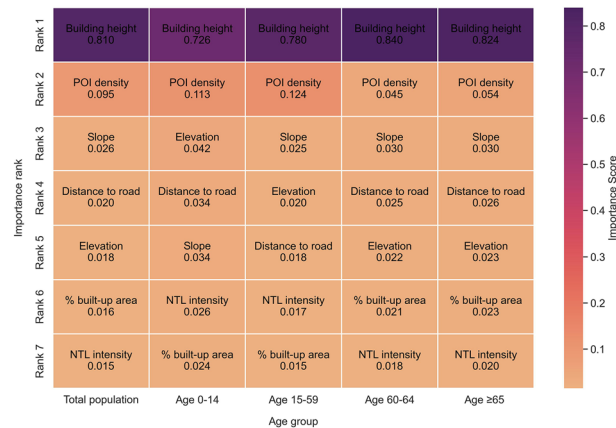 Importance rank
Rank 1
Building height Building height Building height Building height Building height
0.810 0.726 0.780 0.840 0.824
Rank 2
POI density POI density POI density POI density POI density
0.095 0.113 0.124 0.045 0.054
Rank 3
Slope Elevation Slope Slope Slope
0.026 0.042 0.025 0.030 0.030
Rank 4
Distance to road Distance to road Elevation Distance to road Distance to road
0.020 0.034 0.020 0.025 0.026
Rank 5
Elevation Slope Distance to road Elevation Elevation
0.018 0.034 0.018 0.022 0.023
Rank 6
% built-up area NTL intensity NTL intensity % built-up area % built-up area
0.016 0.026 0.017 0.021 0.023
Rank 7
NTL intensity % built-up area % built-up area NTL intensity NTL intensity
0.015 0.024 0.015 0.018 0.020
Total population Age 0-14 Age 15-59 Age 60-64 Age ≥65
Age group
0.8
0.7
0.6
0.5
0.4
0.3
0.2
0.1
Importance Score